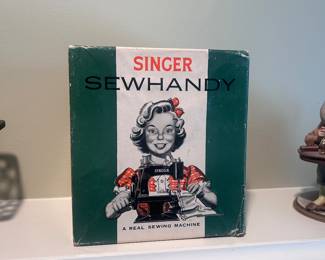 SINGER
SEWHANDY
SINGER
A REAL SEWING MACHINE